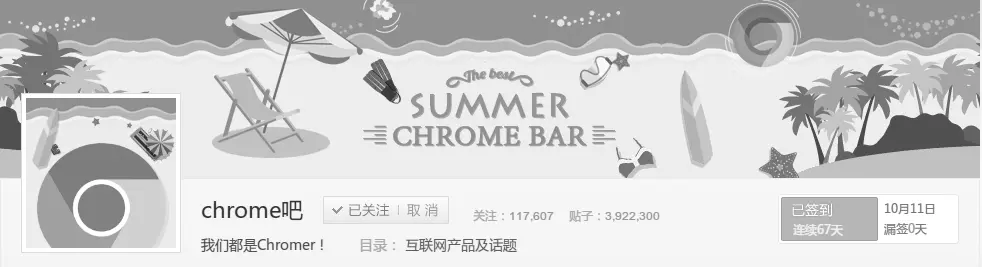 The best
SUMMER
CHROME BAR
chrome吧 已关注 取消 关注：117,607 贴子：3,922,300
我们都是Chromer！ 目录： 互联网产品及话题
已签到
连续67天
10月11日
漏签0天